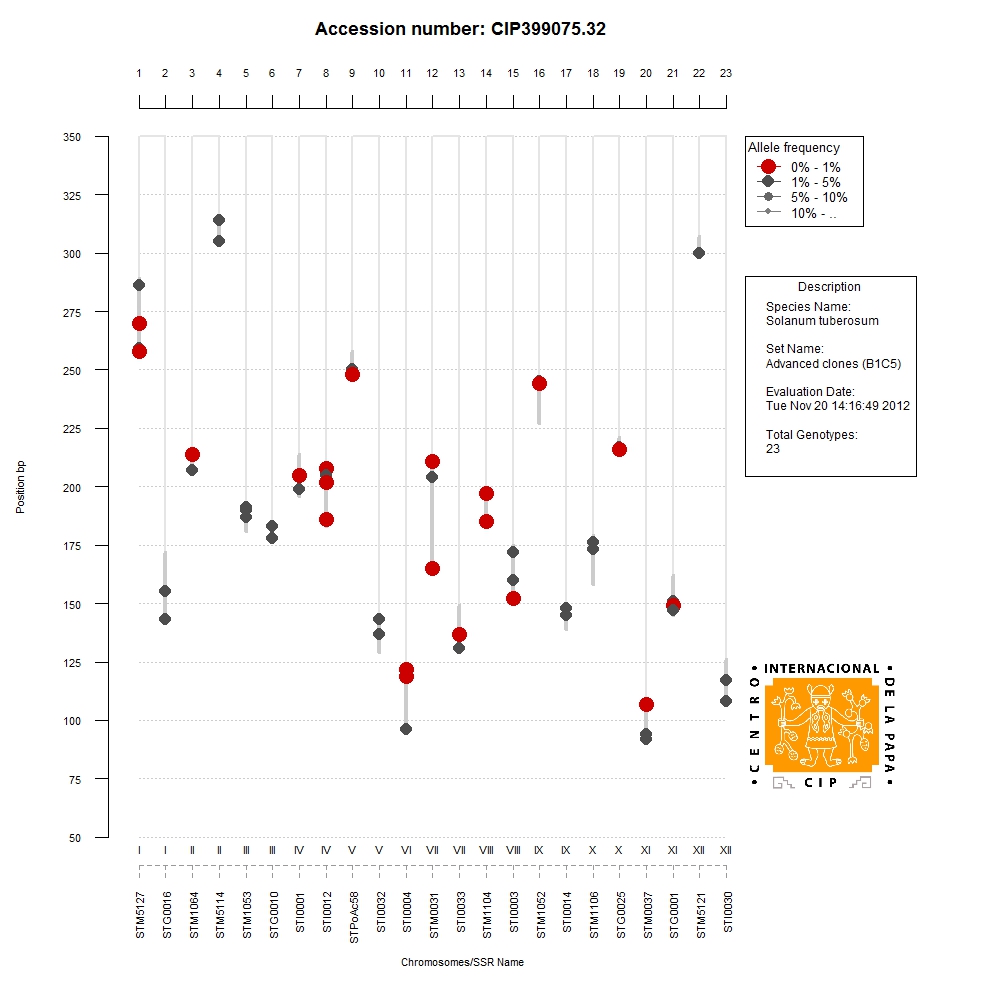 Accession number: CIP399075.32
1 2 3 4 5 6 7 8 9 10 11 12 13 14 15 16 17 18 19 20 21 22 23
350
325
300
275
250
225
200
175
150
125
100
75
50
Position bp
I I II II III III IV IV V V VI VII VII VIII VIII IX IX X X XI XI XII XII
STM5127 STG0016 STM1064 STM5114 STM1053 STG0010 STI0001 STI0012 STPoAc58 STI0032 STI0004 STM0031 STI0033 STM1104 STI0003 STM1052 STI0014 STM1106 STG0025 STM0037 STG0001 STM5121 STI0030
Chromosomes/SSR Name
Allele frequency
0% - 1%
1% - 5%
5% - 10%
10% - ..
Description
Species Name:
Solanum tuberosum
Set Name:
Advanced clones (B1C5)
Evaluation Date:
Tue Nov 20 14:16:49 2012
Total Genotypes:
23
• CENTRO • INTERNACIONAL • DE LA PAPA •
CIP